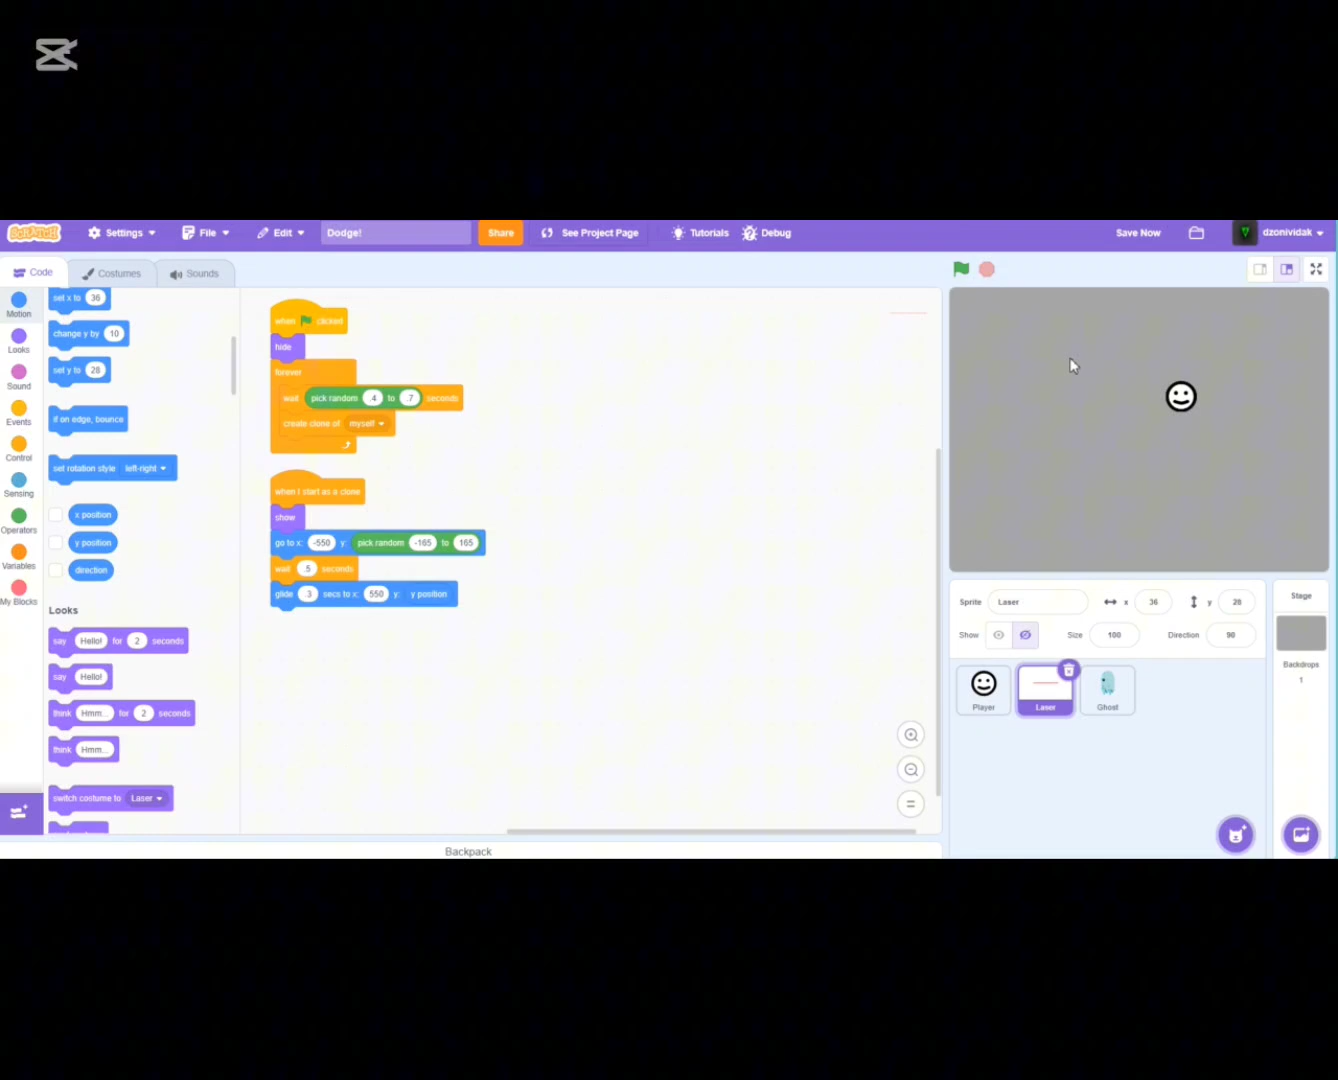 SCRATCH Settings File Edit Dodge! Share See Project Page Tutorials Debug Save Now dzonividak
Code Costumes Sounds
Motion
Looks
Sound
Events
Control
Sensing
Operators
Variables
My Blocks
set x to 36
change y by 10
set y to 28
if on edge, bounce
set rotation style left-right
x position
y position
direction
Looks
say Hello! for 2 seconds
say Hello!
think Hmm... for 2 seconds
think Hmm...
switch costume to Laser
when clicked
hide
forever
wait pick random .4 to .7 seconds
create clone of myself
when I start as a clone
show
go to x: -550 y: pick random -165 to 165
wait .5 seconds
glide .3 secs to x: 550 y: y position
Backpack
Sprite Laser x 36 y 28
Show Size 100 Direction 90
Player Laser Ghost
Stage
Backdrops
1